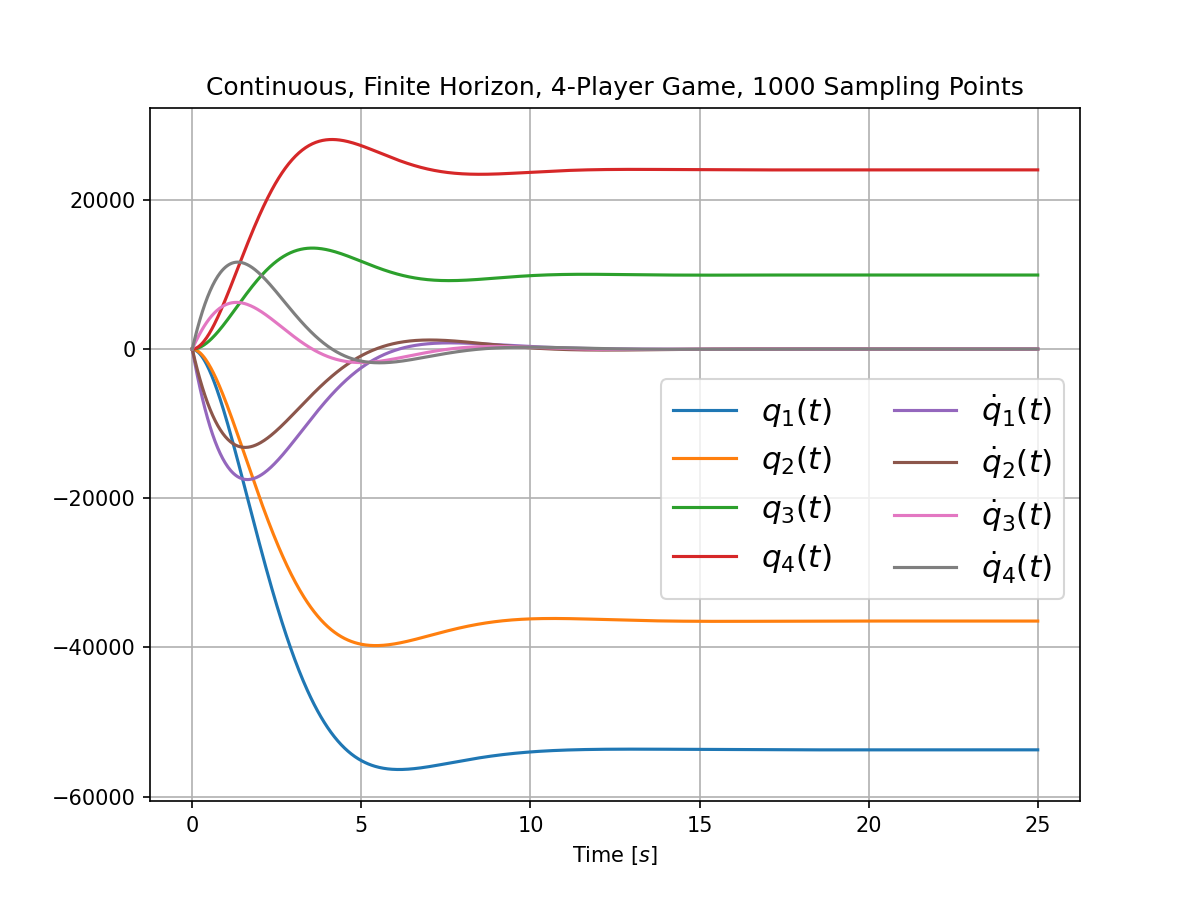 Continuous, Finite Horizon, 4-Player Game, 1000 Sampling Points
20000
0
−20000
−40000
−60000
q₁(t)
q₂(t)
q₃(t)
q₄(t)
q̇₁(t)
q̇₂(t)
q̇₃(t)
q̇₄(t)
0 5 10 15 20 25
Time [s]